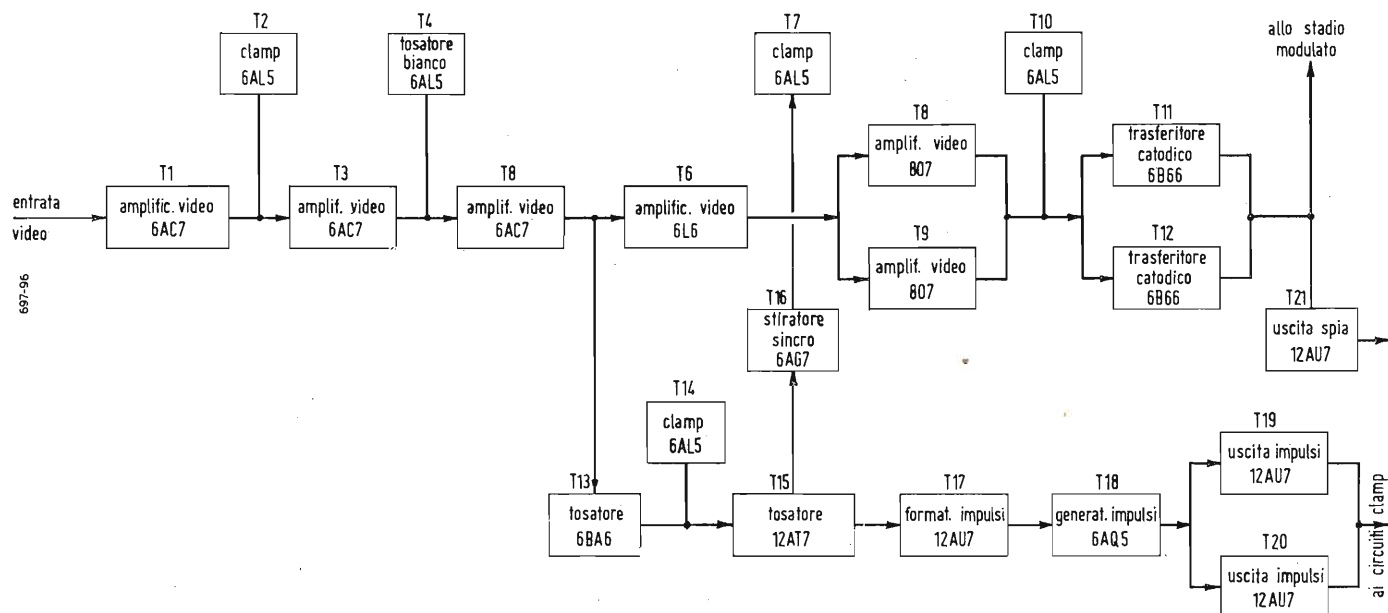 T2
clamp
6AL5
T4
tosatore
bianco
6AL5
T7
clamp
6AL5
T10
clamp
6AL5
allo stadio
modulato
T8
amplif. video
807
T11
trasferitore
catodico
6B66
entrata
video
T1
amplific. video
6AC7
T3
amplif. video
6AC7
T8
amplif. video
6AC7
T6
amplific. video
6L6
T9
amplif. video
807
T12
trasferitore
catodico
6B66
697-96
T16
stiratore
sincro
6AG7
T21
uscita spia
12AU7
T14
clamp
6AL5
T19
uscita impulsi
12AU7
T13
tosatore
6BA6
T15
tosatore
12AT7
T17
format. impulsi
12AU7
T18
generat. impulsi
6AQ5
T20
uscita impulsi
12AU7
ai circuiti clamp